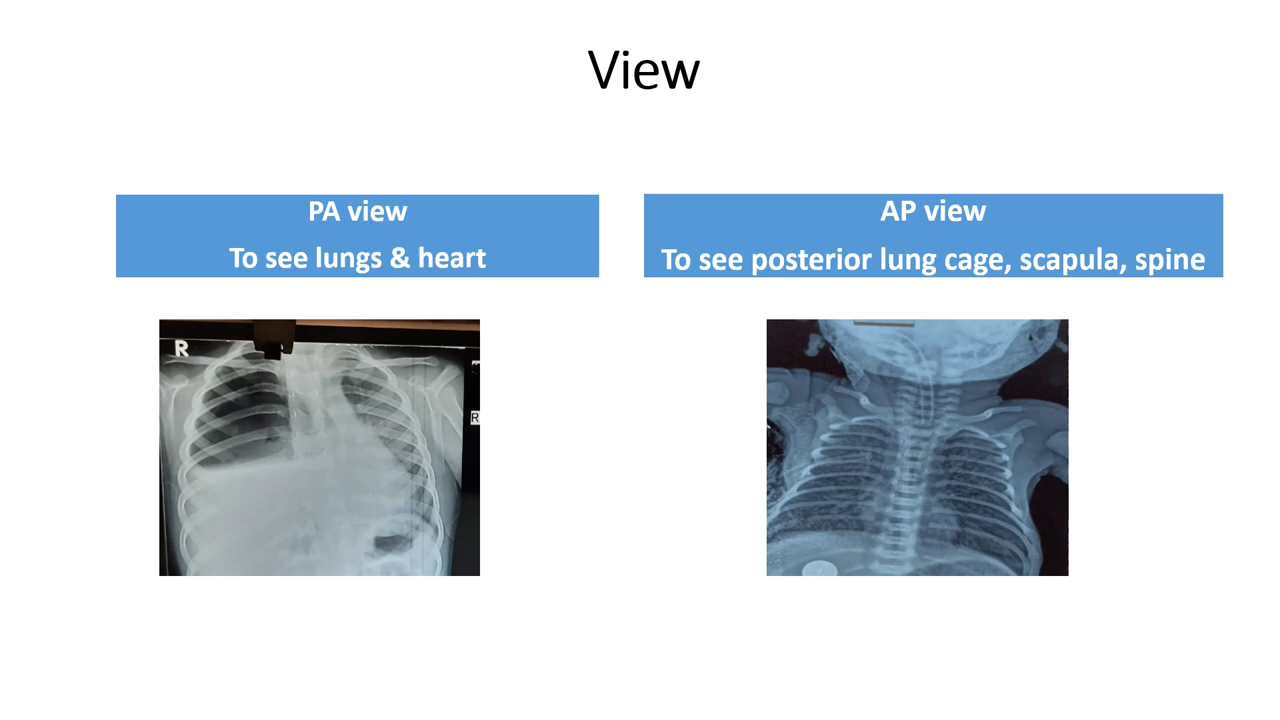 View
PA view
To see lungs & heart
AP view
To see posterior lung cage, scapula, spine
R
R